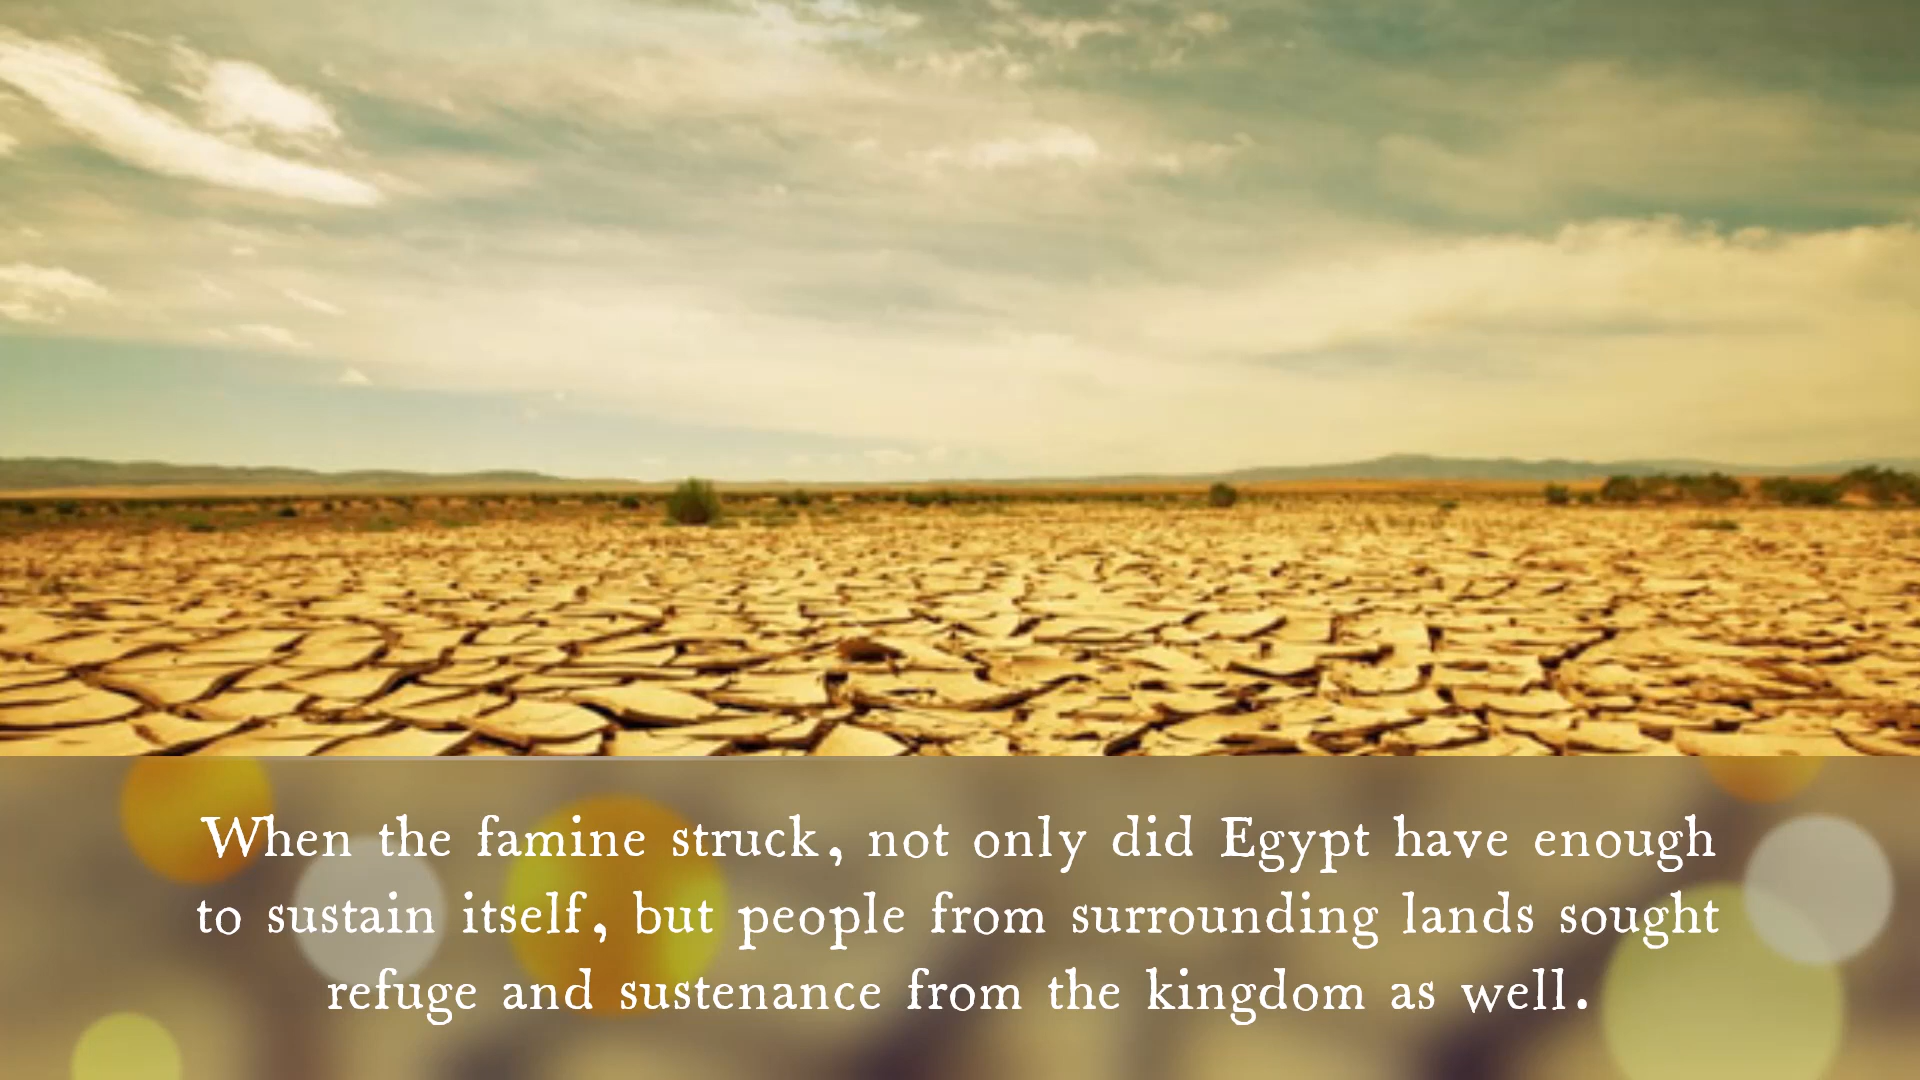 When the famine struck, not only did Egypt have enough
to sustain itself, but people from surrounding lands sought
refuge and sustenance from the kingdom as well.